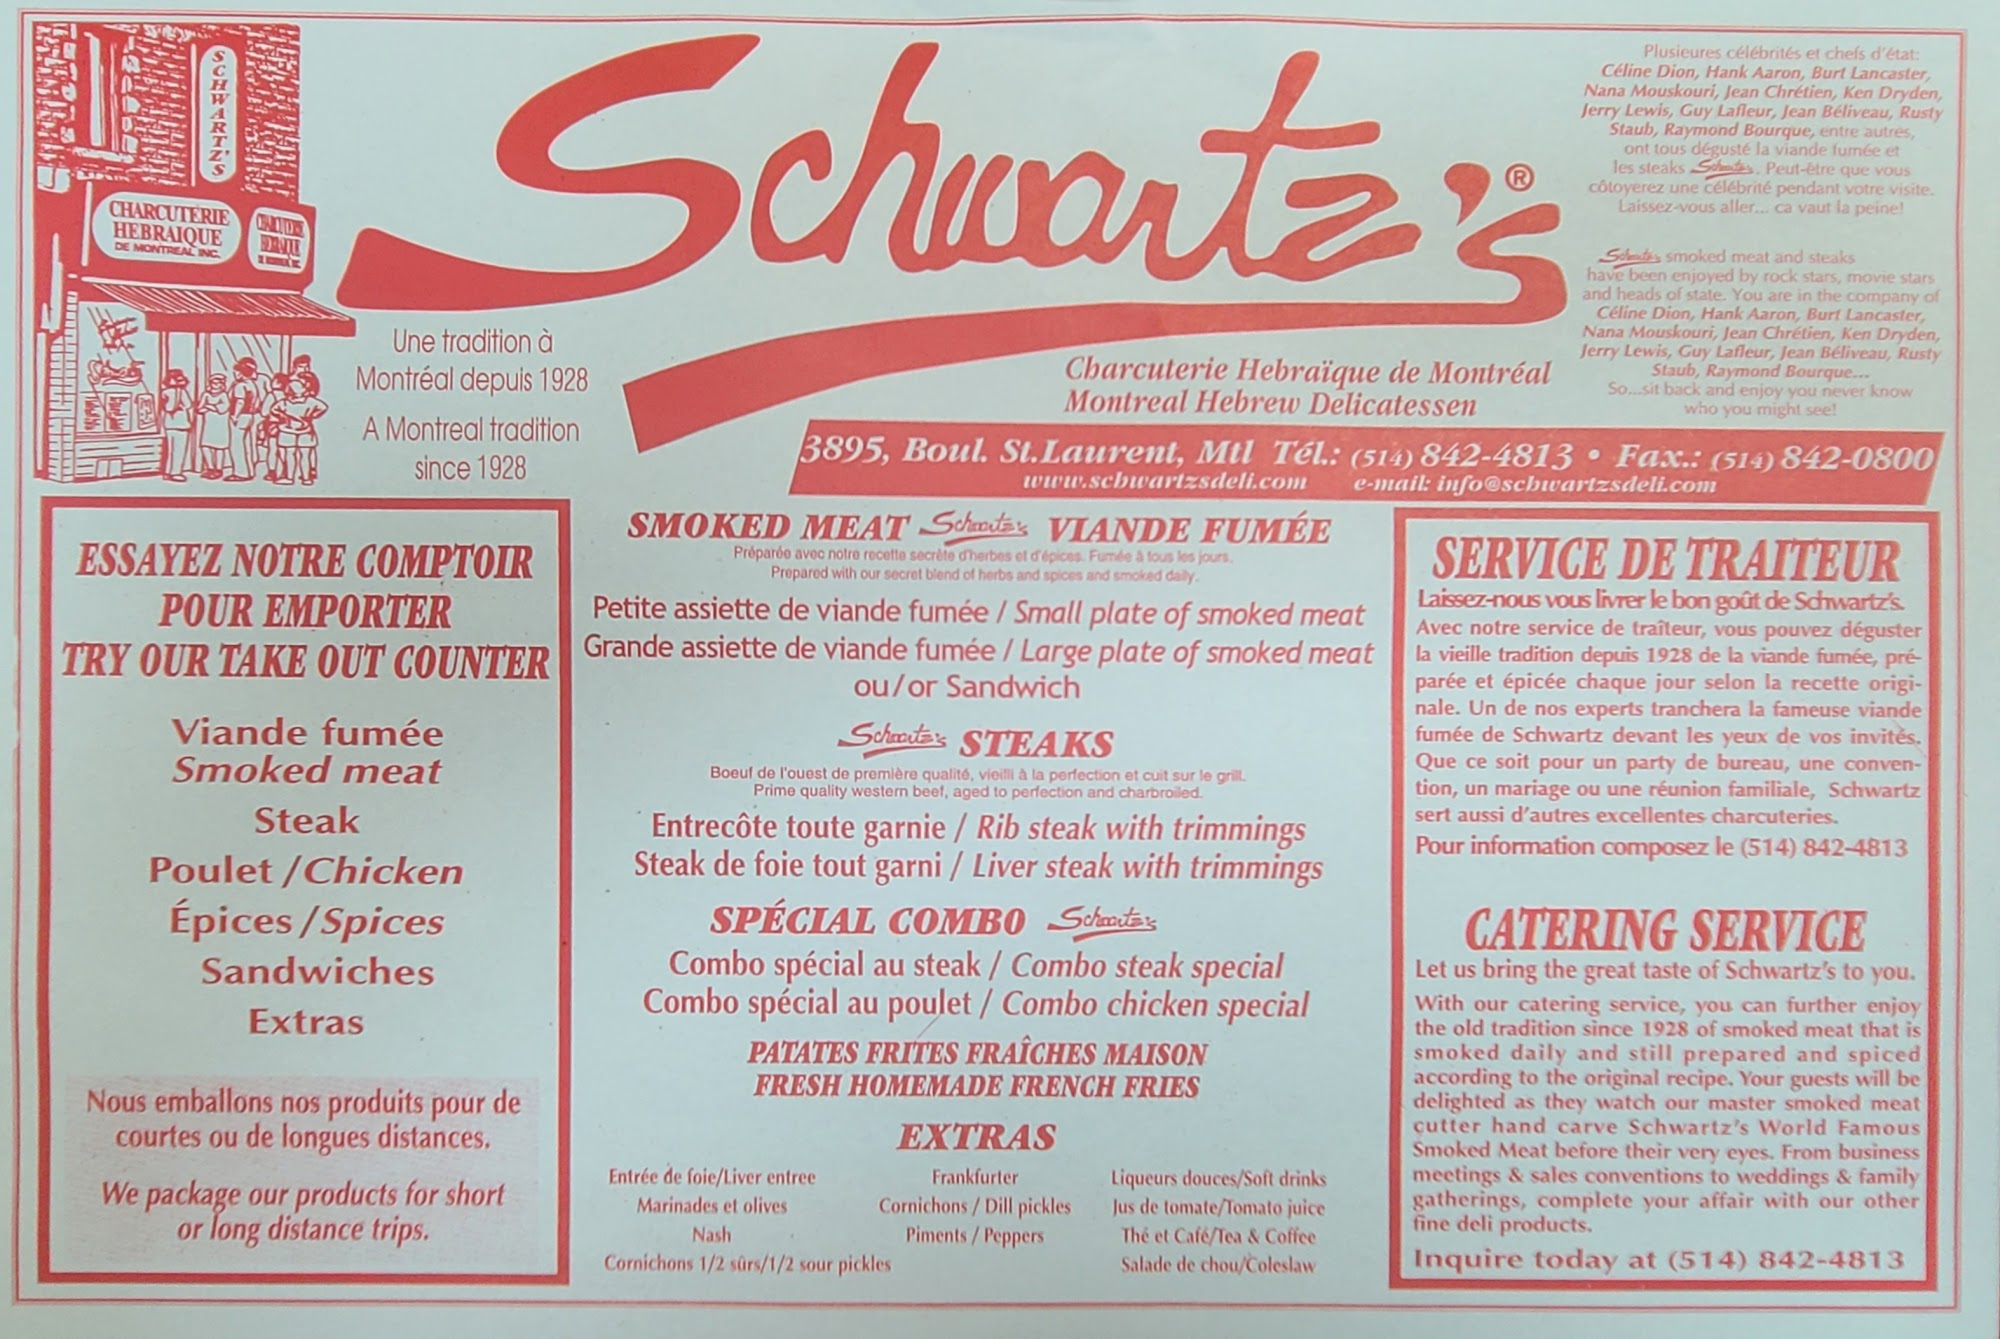 SCHWARTZ'S
CHARCUTERIE
HEBRAIQUE
DE MONTREAL INC.
CHARCUTERIE
HEBRAIQUE
DE MONTREAL INC.
Schwartz's®
Une tradition à
Montréal depuis 1928
A Montreal tradition
since 1928
Charcuterie Hebraïque de Montréal
Montreal Hebrew Delicatessen
Plusieures célébrités et chefs d'état:
Céline Dion, Hank Aaron, Burt Lancaster,
Nana Mouskouri, Jean Chrétien, Ken Dryden,
Jerry Lewis, Guy Lafleur, Jean Béliveau, Rusty
Staub, Raymond Bourque, entre autres,
ont tous dégusté la viande fumée et
les steaks Schwartz's. Peut-être que vous
côtoyerez une célébrité pendant votre visite.
Laissez-vous aller... ca vaut la peine!
Schwartz's smoked meat and steaks
have been enjoyed by rock stars, movie stars
and heads of state. You are in the company of
Céline Dion, Hank Aaron, Burt Lancaster,
Nana Mouskouri, Jean Chrétien, Ken Dryden,
Jerry Lewis, Guy Lafleur, Jean Béliveau, Rusty
Staub, Raymond Bourque...
So...sit back and enjoy you never know
who you might see!
3895, Boul. St.Laurent, Mtl Tél.: (514) 842-4813 • Fax.: (514) 842-0800
www.schwartzsdeli.com e-mail: info@schwartzsdeli.com
ESSAYEZ NOTRE COMPTOIR
POUR EMPORTER
TRY OUR TAKE OUT COUNTER
Viande fumée
Smoked meat
Steak
Poulet /Chicken
Épices /Spices
Sandwiches
Extras
Nous emballons nos produits pour de
courtes ou de longues distances.
We package our products for short
or long distance trips.
SMOKED MEAT Schwartz's VIANDE FUMÉE
Préparée avec notre recette secrète d'herbes et d'épices. Fumée à tous les jours.
Prepared with our secret blend of herbs and spices and smoked daily.
Petite assiette de viande fumée / Small plate of smoked meat
Grande assiette de viande fumée / Large plate of smoked meat
ou/or Sandwich
Schwartz's STEAKS
Boeuf de l'ouest de première qualité, vieilli à la perfection et cuit sur le grill.
Prime quality western beef, aged to perfection and charbroiled.
Entrecôte toute garnie / Rib steak with trimmings
Steak de foie tout garni / Liver steak with trimmings
SPÉCIAL COMBO Schwartz's
Combo spécial au steak / Combo steak special
Combo spécial au poulet / Combo chicken special
PATATES FRITES FRAÎCHES MAISON
FRESH HOMEMADE FRENCH FRIES
EXTRAS
Entrée de foie/Liver entree
Marinades et olives
Nash
Cornichons 1/2 sûrs/1/2 sour pickles
Frankfurter
Cornichons / Dill pickles
Piments / Peppers
Liqueurs douces/Soft drinks
Jus de tomate/Tomato juice
Thé et Café/Tea & Coffee
Salade de chou/Coleslaw
SERVICE DE TRAITEUR
Laissez-nous vous livrer le bon goût de Schwartz's.
Avec notre service de traîteur, vous pouvez déguster
la vieille tradition depuis 1928 de la viande fumée, pré-
parée et épicée chaque jour selon la recette origi-
nale. Un de nos experts tranchera la fameuse viande
fumée de Schwartz devant les yeux de vos invités.
Que ce soit pour un party de bureau, une conven-
tion, un mariage ou une réunion familiale, Schwartz
sert aussi d'autres excellentes charcuteries.
Pour information composez le (514) 842-4813
CATERING SERVICE
Let us bring the great taste of Schwartz's to you.
With our catering service, you can further enjoy
the old tradition since 1928 of smoked meat that is
smoked daily and still prepared and spiced
according to the original recipe. Your guests will be
delighted as they watch our master smoked meat
cutter hand carve Schwartz's World Famous
Smoked Meat before their very eyes. From business
meetings & sales conventions to weddings & family
gatherings, complete your affair with our other
fine deli products.
Inquire today at (514) 842-4813